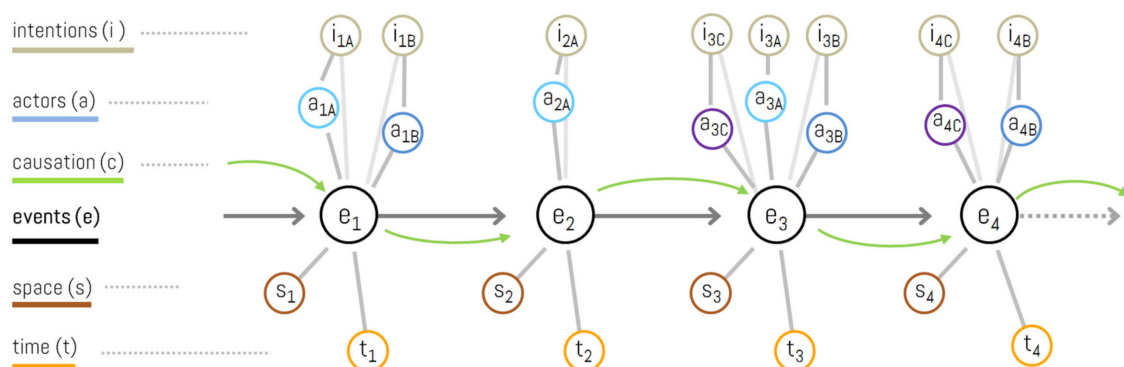 intentions (i )
i1A
i1B
i2A
i3C
i3A
i3B
i4C
i4B
actors (a)
a1A
a1B
a2A
a3C
a3A
a3B
a4C
a4B
causation (c)
events (e)
e1
e2
e3
e4
space (s)
s1
s2
s3
s4
time (t)
t1
t2
t3
t4